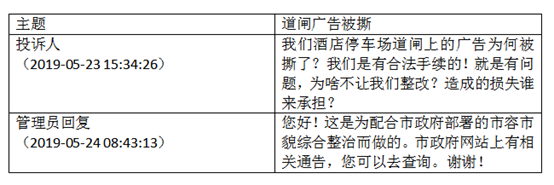 主题 道闸广告被撕
投诉人 我们酒店停车场道闸上的广告为何被
（2019-05-23 15:34:26） 撕了？我们是有合法手续的！就是有问
题，为啥不让我们整改？造成的损失谁
来承担？
管理员回复 您好！这是为配合市政府部署的市容市
（2019-05-24 08:43:13） 貌综合整治而做的。市政府网站上有相
关通告，您可以去查询。谢谢！